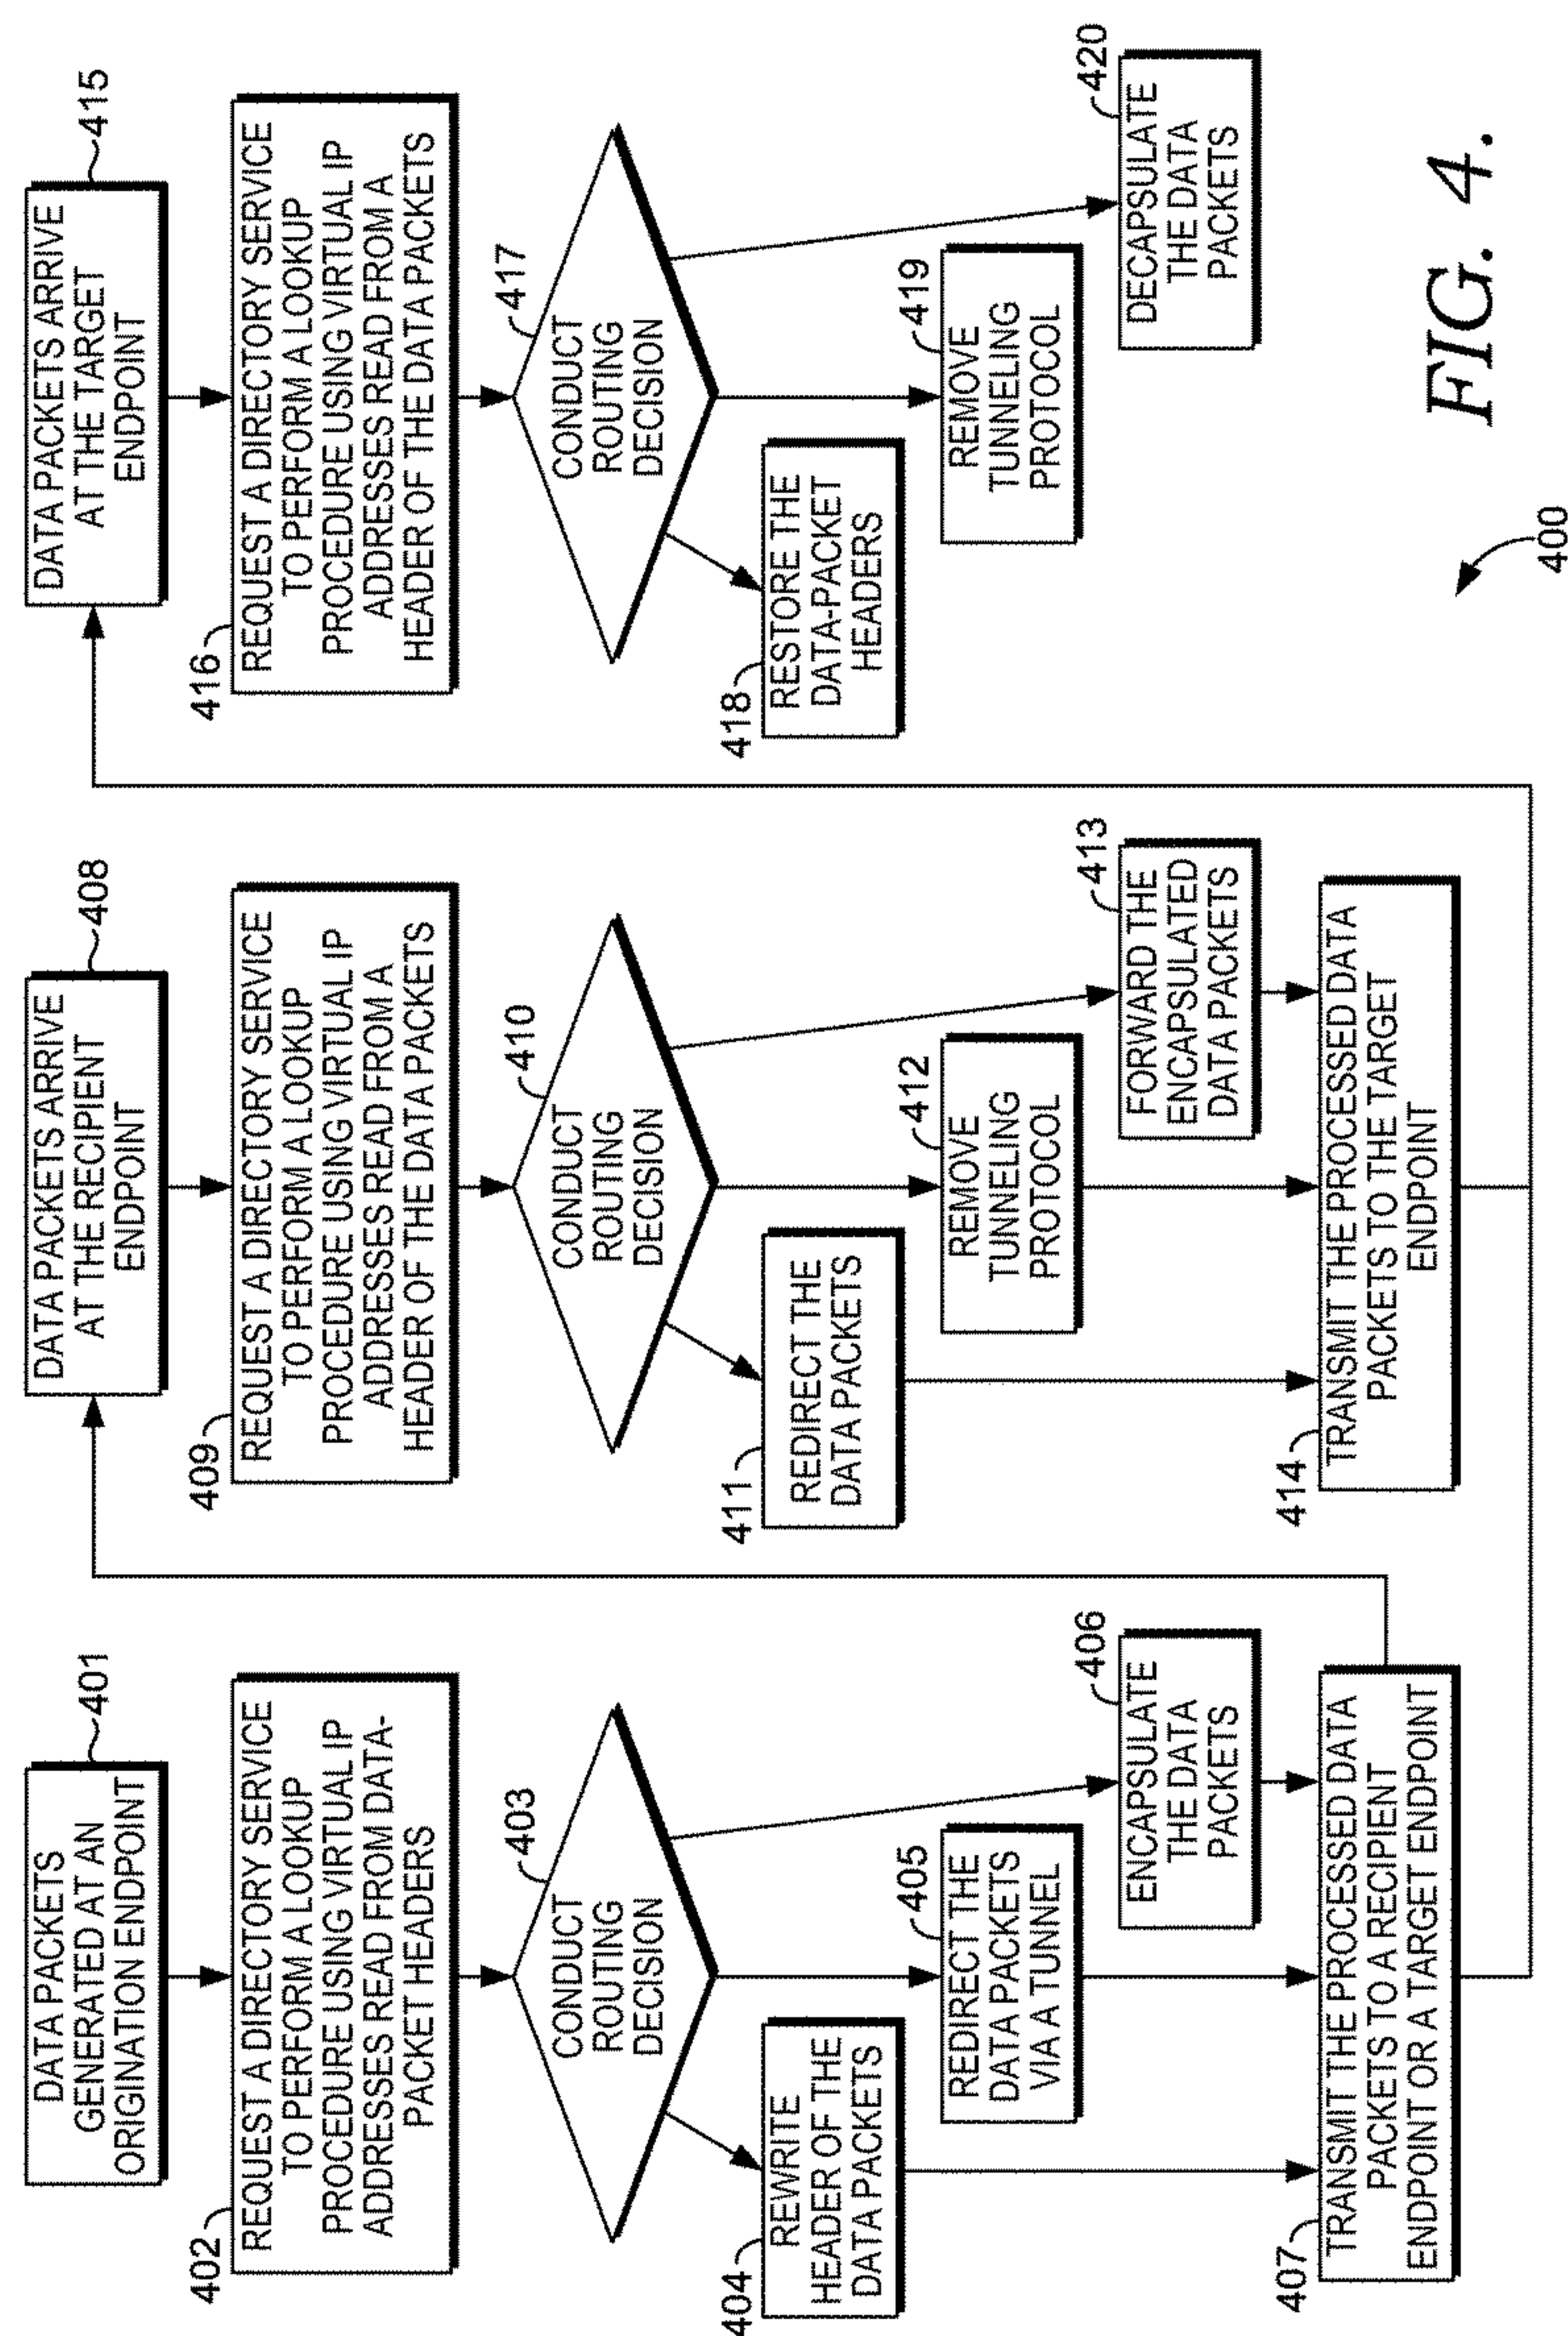 401
DATA PACKETS
GENERATED AT AN
ORIGINATION ENDPOINT
402
REQUEST A DIRECTORY SERVICE
TO PERFORM A LOOKUP
PROCEDURE USING VIRTUAL IP
ADDRESSES READ FROM DATA-
PACKET HEADERS
403
CONDUCT
ROUTING
DECISION
404
REWRITE
HEADER OF THE
DATA PACKETS
405
REDIRECT THE
DATA PACKETS
VIA A TUNNEL
406
ENCAPSULATE
THE DATA
PACKETS
407
TRANSMIT THE PROCESSED DATA
PACKETS TO A RECIPIENT
ENDPOINT OR A TARGET ENDPOINT
408
DATA PACKETS ARRIVE
AT THE RECIPIENT
ENDPOINT
409
REQUEST A DIRECTORY SERVICE
TO PERFORM A LOOKUP
PROCEDURE USING VIRTUAL IP
ADDRESSES READ FROM A
HEADER OF THE DATA PACKETS
410
CONDUCT
ROUTING
DECISION
411
REDIRECT THE
DATA PACKETS
412
REMOVE
TUNNELING
PROTOCOL
413
FORWARD THE
ENCAPSULATED
DATA PACKETS
414
TRANSMIT THE PROCESSED DATA
PACKETS TO THE TARGET
ENDPOINT
415
DATA PACKETS ARRIVE
AT THE TARGET
ENDPOINT
416
REQUEST A DIRECTORY SERVICE
TO PERFORM A LOOKUP
PROCEDURE USING VIRTUAL IP
ADDRESSES READ FROM A
HEADER OF THE DATA PACKETS
417
CONDUCT
ROUTING
DECISION
418
RESTORE THE
DATA-PACKET
HEADERS
419
REMOVE
TUNNELING
PROTOCOL
420
DECAPSULATE
THE DATA
PACKETS
400
FIG. 4.